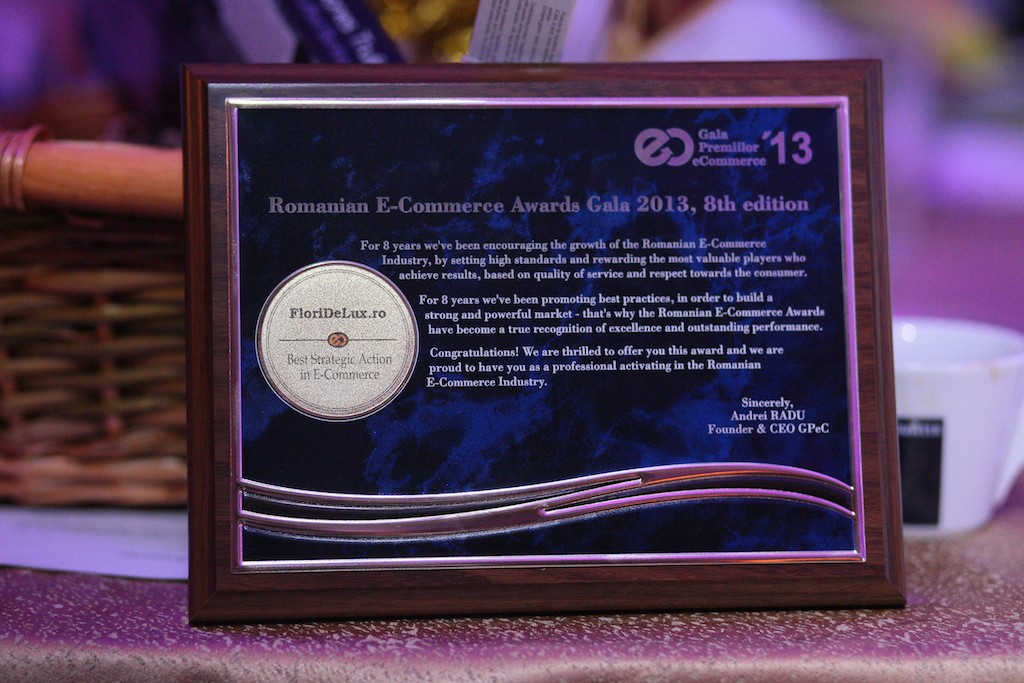 Gala
Premiilor '13
eCommerce
Romanian E-Commerce Awards Gala 2013, 8th edition
For 8 years we've been encouraging the growth of the Romanian E-Commerce
Industry, by setting high standards and rewarding the most valuable players who
achieve results, based on quality of service and respect towards the consumer.
For 8 years we've been promoting best practices, in order to build a
strong and powerful market - that's why the Romanian E-Commerce Awards
have become a true recognition of excellence and outstanding performance.
Congratulations! We are thrilled to offer you this award and we are
proud to have you as a professional activating in the Romanian
E-Commerce Industry.
FloriDeLux.ro
Best Strategic Action
in E-Commerce
Sincerely,
Andrei RADU
Founder & CEO GPeC